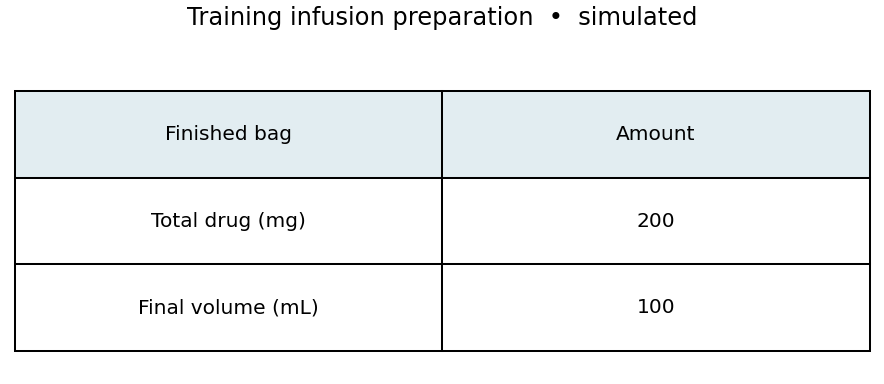 Training infusion preparation • simulated
Finished bag Amount
Total drug (mg) 200
Final volume (mL) 100